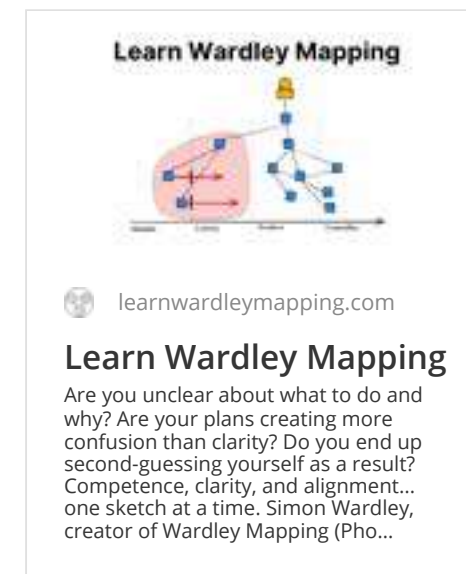 Learn Wardley Mapping
learnwardleymapping.com
Learn Wardley Mapping
Are you unclear about what to do and
why? Are your plans creating more
confusion than clarity? Do you end up
second-guessing yourself as a result?
Competence, clarity, and alignment...
one sketch at a time. Simon Wardley,
creator of Wardley Mapping (Pho...